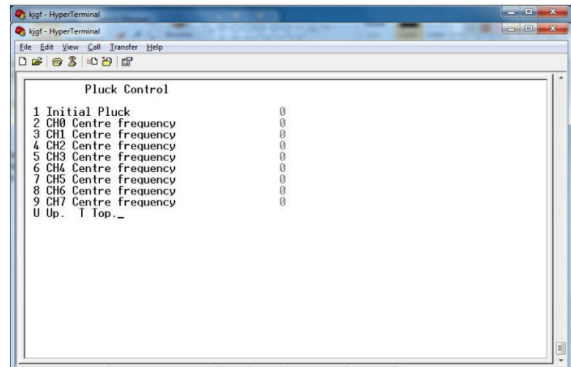 kjgf - HyperTerminal
kjgf - HyperTerminal
File Edit View Call Transfer Help
Pluck Control
1 Initial Pluck 0
2 CH0 Centre frequency 0
3 CH1 Centre frequency 0
4 CH2 Centre frequency 0
5 CH3 Centre frequency 0
6 CH4 Centre frequency 0
7 CH5 Centre frequency 0
8 CH6 Centre frequency 0
9 CH7 Centre frequency 0
U Up. T Top._